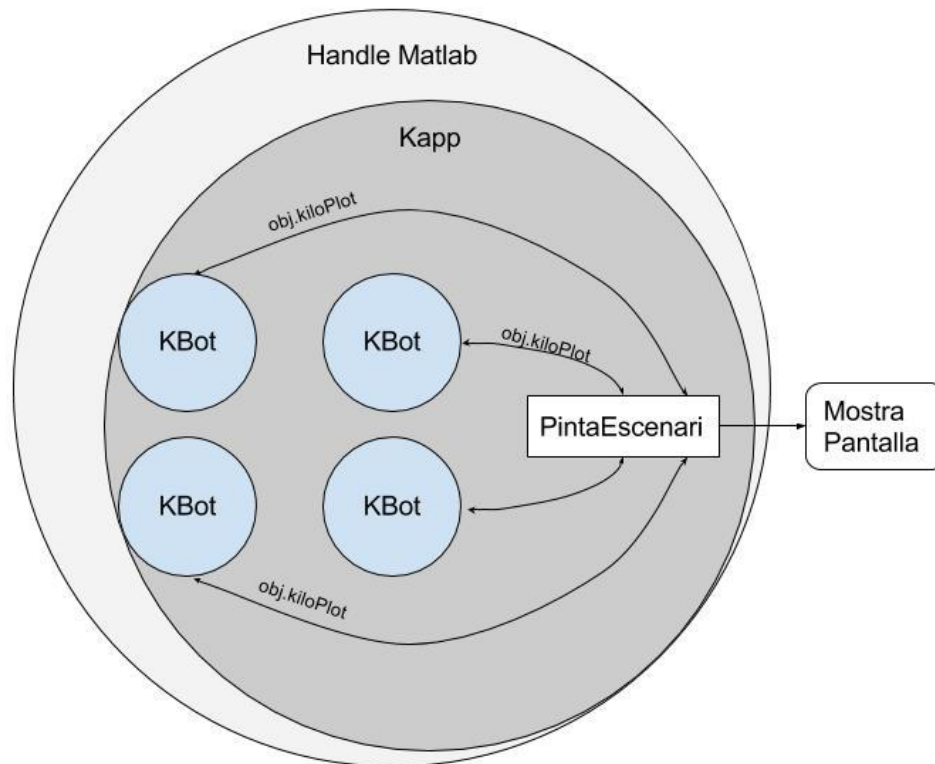 Handle Matlab
Kapp
obj.kiloPlot
KBot
KBot
obj.kiloPlot
PintaEscenari
Mostra
Pantalla
KBot
KBot
obj.kiloPlot